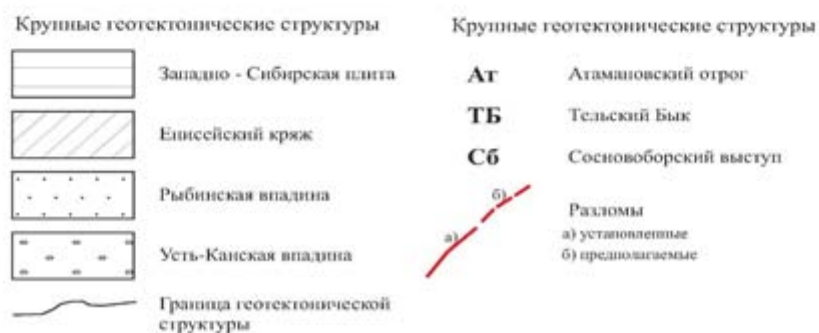 Крупные геотектонические структуры
Западно - Сибирская плита
Енисейский кряж
Рыбинская впадина
Усть-Канская впадина
Граница геотектонической
структуры
Крупные геотектонические структуры
Ат Атамановский отрог
ТБ Тельский Бык
Сб Сосновоборский выступ
а) б)
Разломы
а) установленные
б) предполагаемые